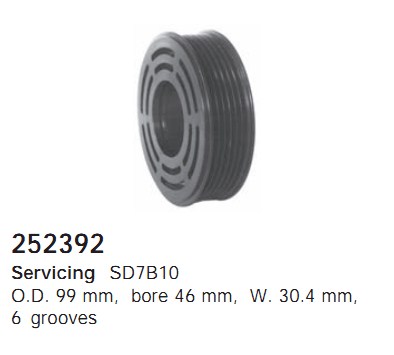 252392
Servicing SD7B10
O.D. 99 mm, bore 46 mm, W. 30.4 mm,
6 grooves